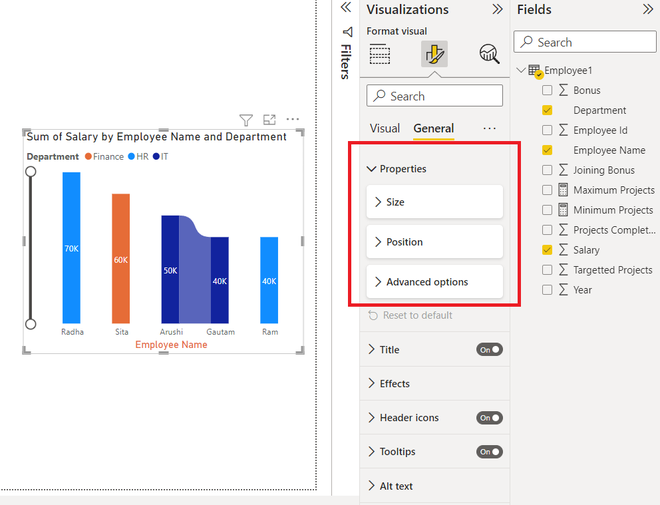 Sum of Salary by Employee Name and Department
Department Finance HR IT
70K
60K
50K
40K
40K
Radha Sita Arushi Gautam Ram
Employee Name
Filters
Visualizations
Format visual
Search
Visual General
Properties
Size
Position
Advanced options
Reset to default
Title On
Effects
Header icons On
Tooltips On
Alt text
Fields
Search
Employee1
Bonus
Department
Employee Id
Employee Name
Joining Bonus
Maximum Projects
Minimum Projects
Projects Complet...
Salary
Targetted Projects
Year